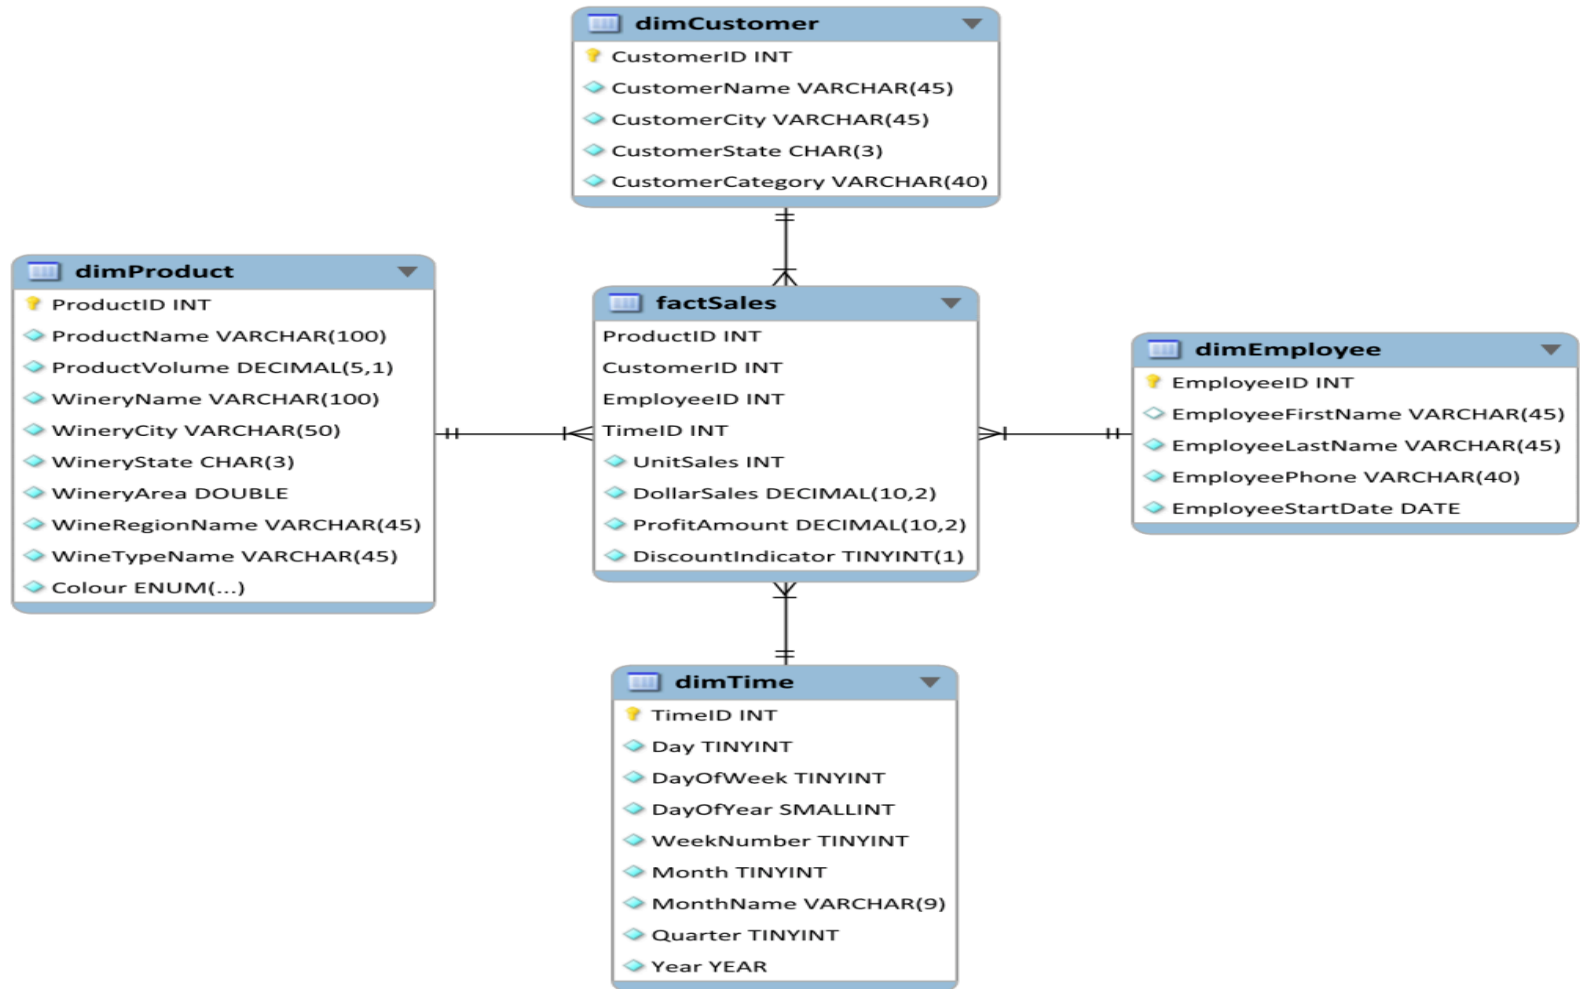 dimCustomer
CustomerID INT
CustomerName VARCHAR(45)
CustomerCity VARCHAR(45)
CustomerState CHAR(3)
CustomerCategory VARCHAR(40)
dimProduct
ProductID INT
ProductName VARCHAR(100)
ProductVolume DECIMAL(5,1)
WineryName VARCHAR(100)
WineryCity VARCHAR(50)
WineryState CHAR(3)
WineryArea DOUBLE
WineRegionName VARCHAR(45)
WineTypeName VARCHAR(45)
Colour ENUM(...)
factSales
ProductID INT
CustomerID INT
EmployeeID INT
TimeID INT
UnitSales INT
DollarSales DECIMAL(10,2)
ProfitAmount DECIMAL(10,2)
DiscountIndicator TINYINT(1)
dimEmployee
EmployeeID INT
EmployeeFirstName VARCHAR(45)
EmployeeLastName VARCHAR(45)
EmployeePhone VARCHAR(40)
EmployeeStartDate DATE
dimTime
TimeID INT
Day TINYINT
DayOfWeek TINYINT
DayOfYear SMALLINT
WeekNumber TINYINT
Month TINYINT
MonthName VARCHAR(9)
Quarter TINYINT
Year YEAR